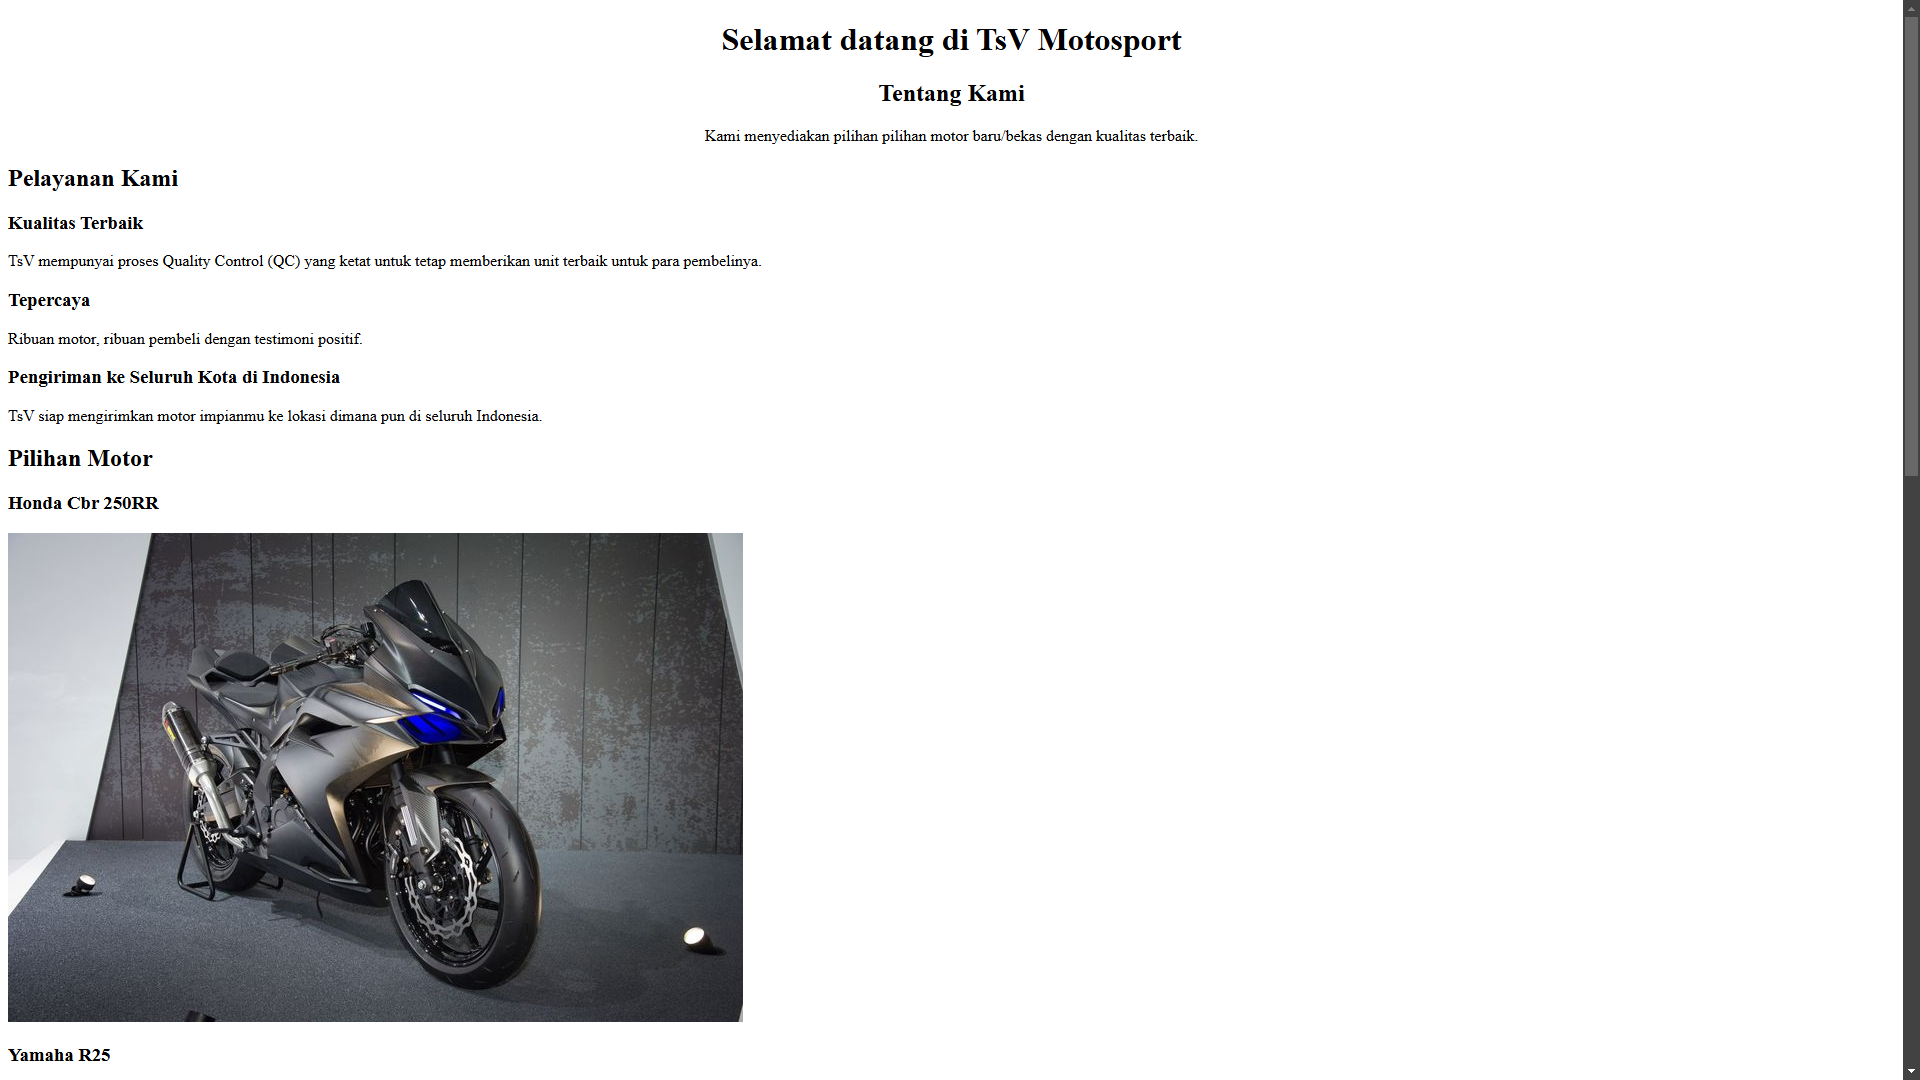 Selamat datang di TsV Motosport
Tentang Kami
Kami menyediakan pilihan pilihan motor baru/bekas dengan kualitas terbaik.
Pelayanan Kami
Kualitas Terbaik
TsV mempunyai proses Quality Control (QC) yang ketat untuk tetap memberikan unit terbaik untuk para pembelinya.
Tepercaya
Ribuan motor, ribuan pembeli dengan testimoni positif.
Pengiriman ke Seluruh Kota di Indonesia
TsV siap mengirimkan motor impianmu ke lokasi dimana pun di seluruh Indonesia.
Pilihan Motor
Honda Cbr 250RR
Yamaha R25